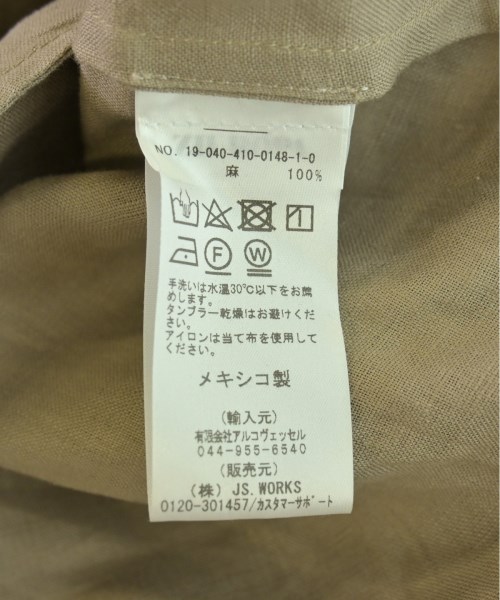 NO. 19-040-410-0148-1-0
麻 100%
F W
手洗いは水温30℃以下をお薦
めします。
タンブラー乾燥はお避けくだ
さい。
アイロンは当て布を使用して
ください。
メキシコ製
(輸入元)
有限会社アルコヴェッセル
044-955-6540
(販売元)
(株) JS.WORKS
0120-301457/カスタマーサポート